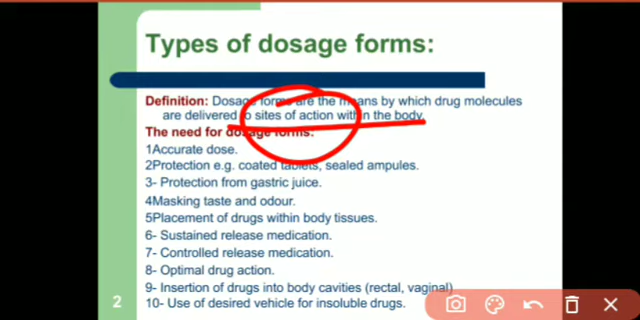 Types of dosage forms:
Definition: Dosage forms are the means by which drug molecules
are delivered to sites of action within the body.
The need for dosage forms:
1Accurate dose.
2Protection e.g. coated tablets, sealed ampules.
3- Protection from gastric juice.
4Masking taste and odour.
5Placement of drugs within body tissues.
6- Sustained release medication.
7- Controlled release medication.
8- Optimal drug action.
9- Insertion of drugs into body cavities (rectal, vaginal)
10- Use of desired vehicle for insoluble drugs.
2